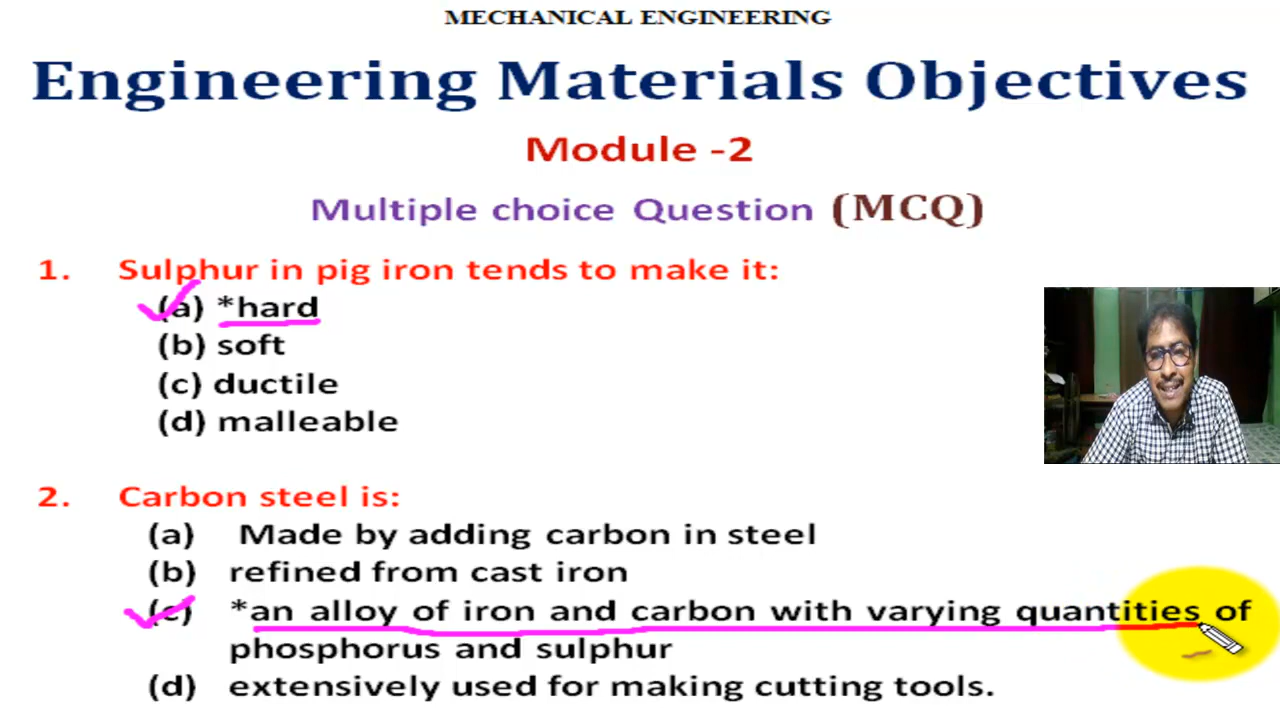 MECHANICAL ENGINEERING
Engineering Materials Objectives
Module -2
Multiple choice Question (MCQ)
1. Sulphur in pig iron tends to make it:
(a) *hard
(b) soft
(c) ductile
(d) malleable
2. Carbon steel is:
(a) Made by adding carbon in steel
(b) refined from cast iron
(c) *an alloy of iron and carbon with varying quantities of
phosphorus and sulphur
(d) extensively used for making cutting tools.